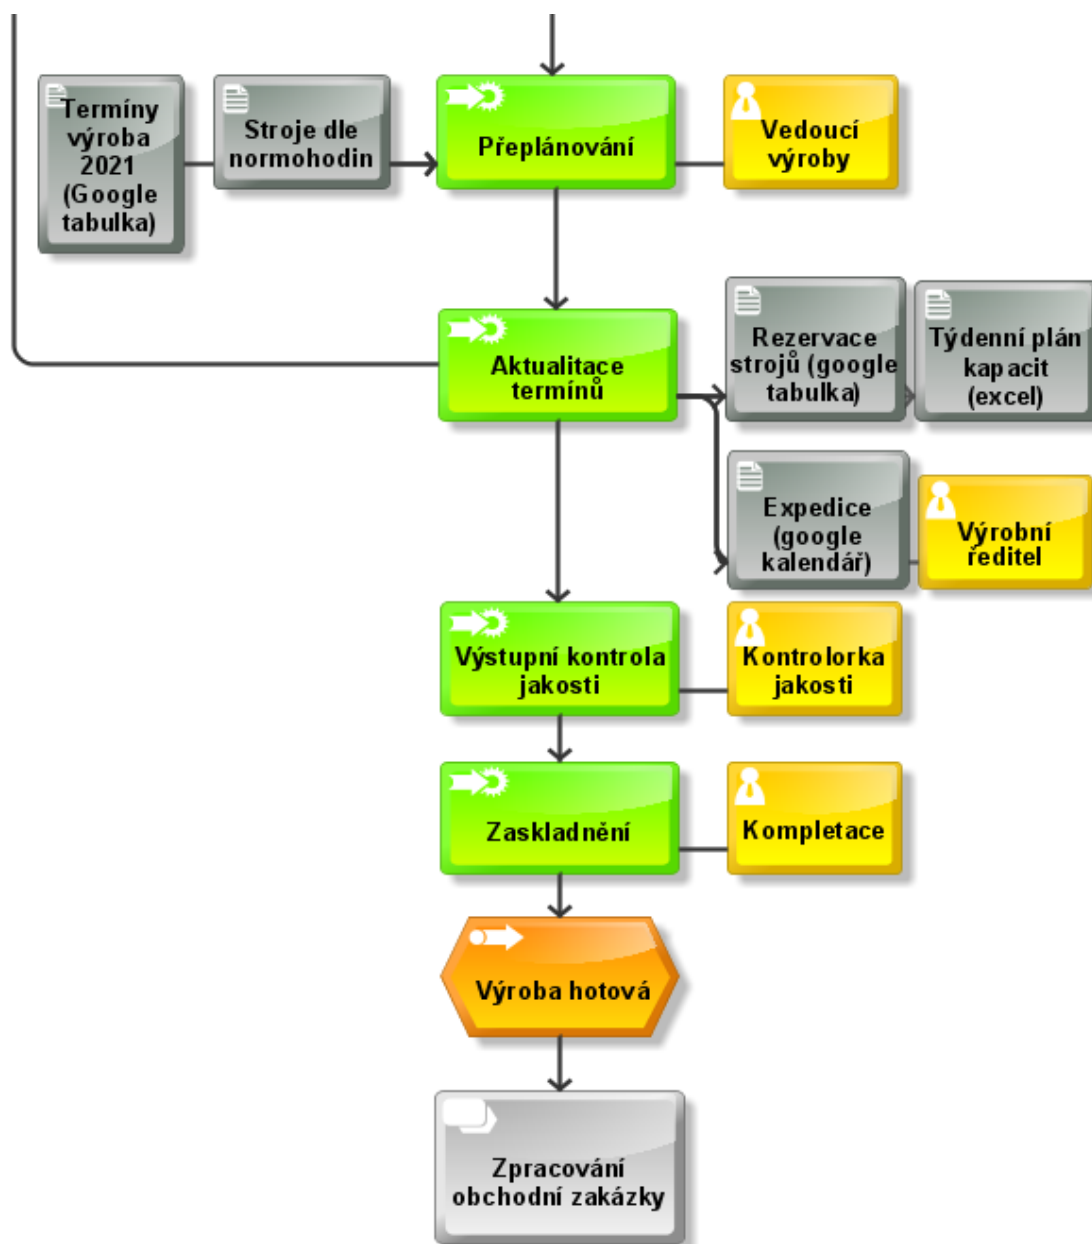 Termíny
výroba
2021
(Google
tabulka)
Stroje dle
normohodin
Přeplánování
Vedoucí
výroby
Aktualitace
termínů
Rezervace
strojů (google
tabulka)
Týdenní plán
kapacit
(excel)
Expedice
(google
kalendář)
Výrobní
ředitel
Výstupní kontrola
jakosti
Kontrolorka
jakosti
Zaskladnění
Kompletace
Výroba hotová
Zpracování
obchodní zakázky